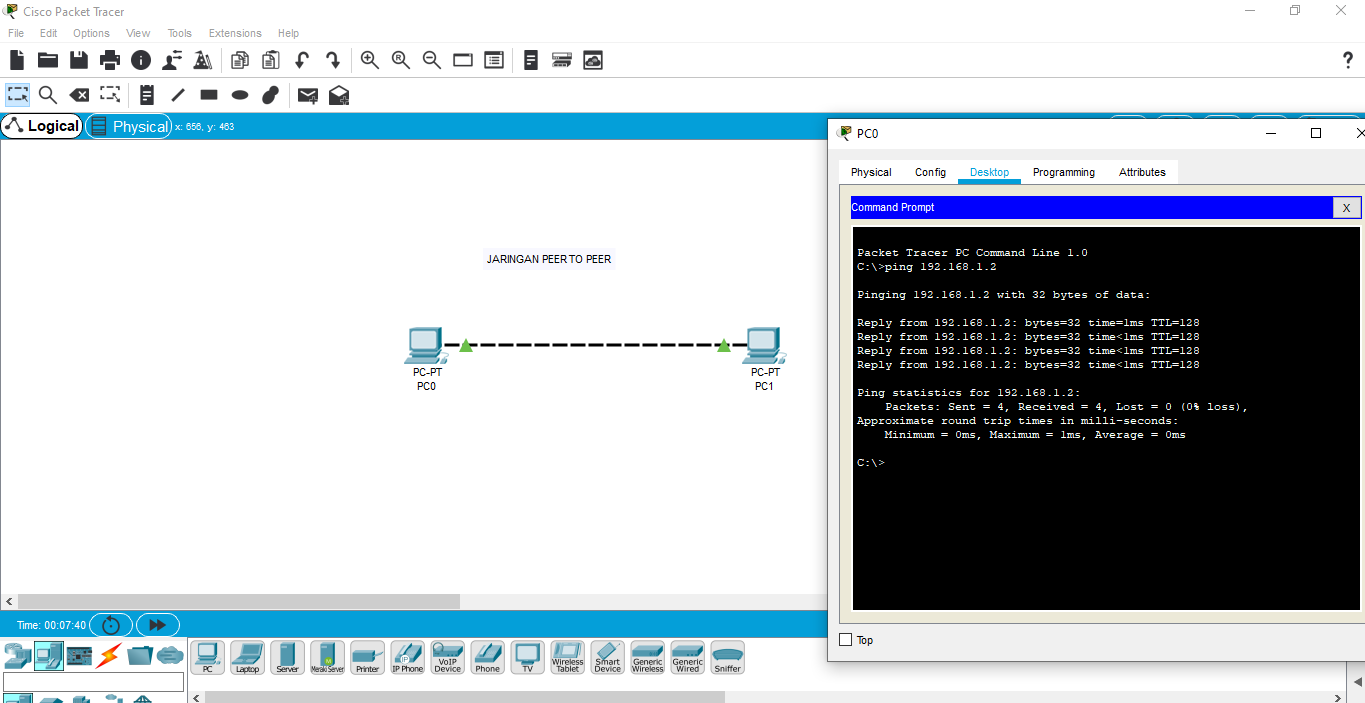 Cisco Packet Tracer
File Edit Options View Tools Extensions Help
Logical
Physical
x: 656, y: 463
JARINGAN PEER TO PEER
PC-PT
PC0
PC-PT
PC1
PC0
Physical Config Desktop Programming Attributes
Command Prompt
X
Packet Tracer PC Command Line 1.0
C:\>ping 192.168.1.2
Pinging 192.168.1.2 with 32 bytes of data:
Reply from 192.168.1.2: bytes=32 time=1ms TTL=128
Reply from 192.168.1.2: bytes=32 time<1ms TTL=128
Reply from 192.168.1.2: bytes=32 time<1ms TTL=128
Reply from 192.168.1.2: bytes=32 time<1ms TTL=128
Ping statistics for 192.168.1.2:
Packets: Sent = 4, Received = 4, Lost = 0 (0% loss),
Approximate round trip times in milli-seconds:
Minimum = 0ms, Maximum = 1ms, Average = 0ms
C:\>
Top
Time: 00:07:40
PC
Laptop
Server
Meraki Server
Printer
IP Phone
VoIP
Device
Phone
TV
Wireless
Tablet
Smart
Device
Generic
Wireless
Generic
Wired
Sniffer